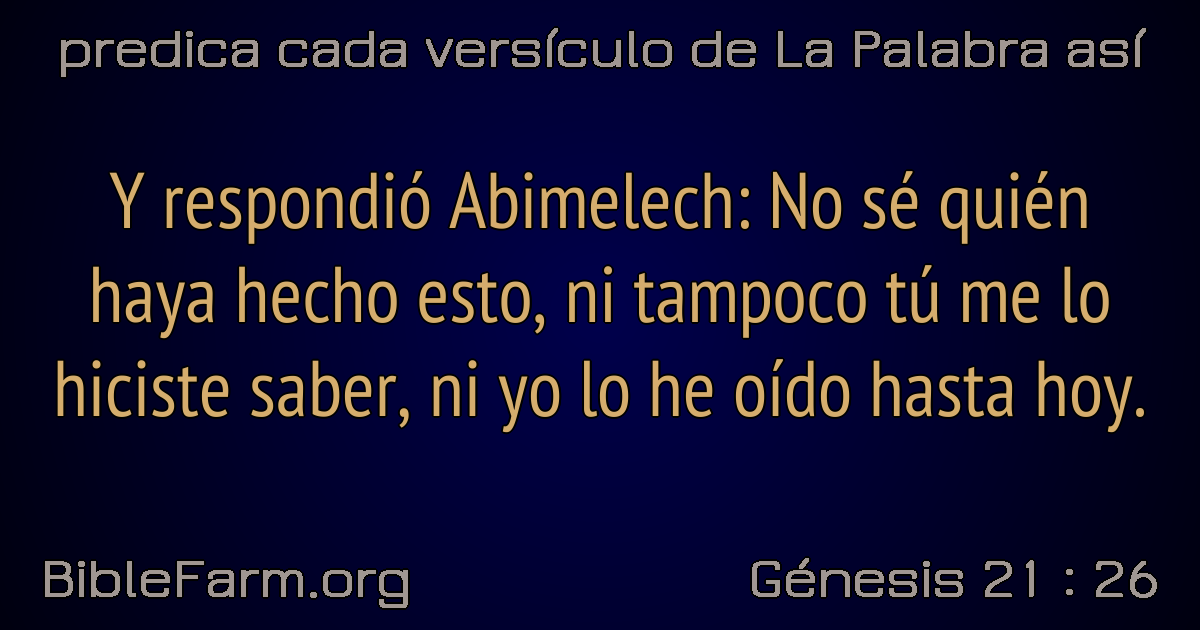 predica cada versículo de La Palabra así
Y respondió Abimelech: No sé quién
haya hecho esto, ni tampoco tú me lo
hiciste saber, ni yo lo he oído hasta hoy.
BibleFarm.org
Génesis 21 : 26